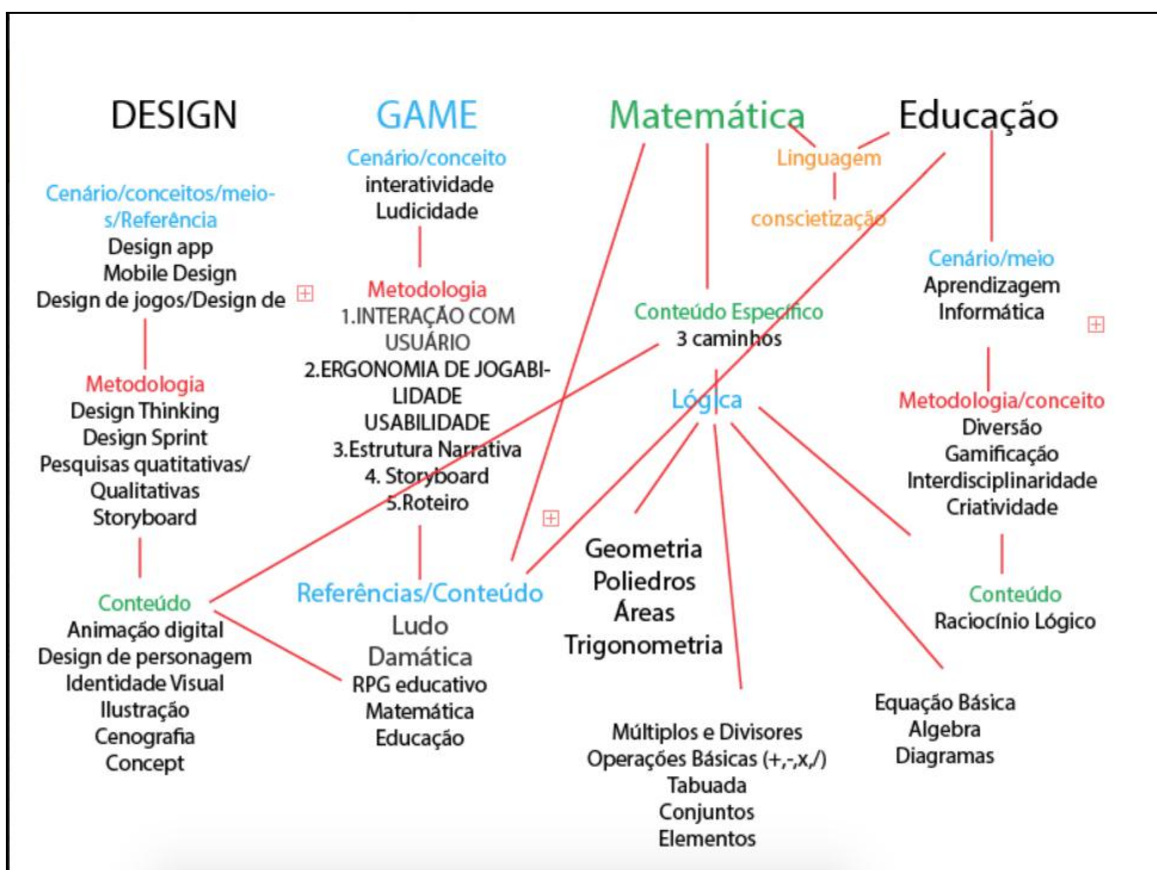 DESIGN
Cenário/conceitos/meio-
s/Referência
Design app
Mobile Design
Design de jogos/Design de
Metodologia
Design Thinking
Design Sprint
Pesquisas quatitativas/
Qualitativas
Storyboard
Conteúdo
Animação digital
Design de personagem
Identidade Visual
Ilustração
Cenografia
Concept
GAME
Cenário/conceito
interatividade
Ludicidade
Metodologia
1.INTERAÇÃO COM
USUÁRIO
2.ERGONOMIA DE JOGABI-
LIDADE
USABILIDADE
3.Estrutura Narrativa
4. Storyboard
5.Roteiro
Referências/Conteúdo
Ludo
Damática
RPG educativo
Matemática
Educação
Matemática
Linguagem
conscietização
Conteúdo Específico
3 caminhos
Lógica
Geometria
Poliedros
Áreas
Trigonometria
Múltiplos e Divisores
Operações Básicas (+,-,x,/)
Tabuada
Conjuntos
Elementos
Educação
Cenário/meio
Aprendizagem
Informática
Metodologia/conceito
Diversão
Gamificação
Interdisciplinaridade
Criatividade
Conteúdo
Raciocínio Lógico
Equação Básica
Algebra
Diagramas